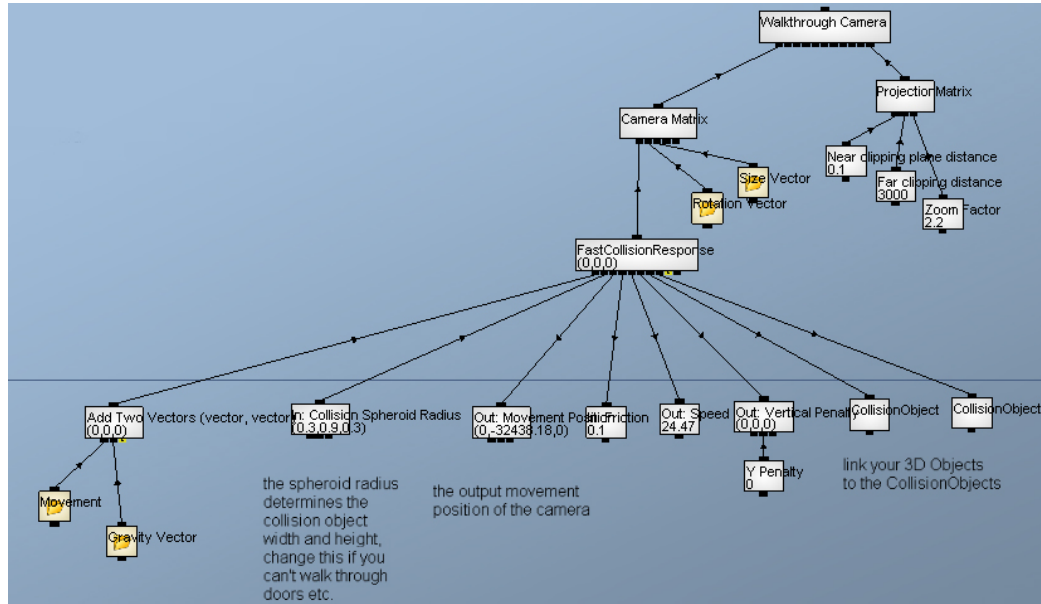 Walkthrough Camera
ProjectionMatrix
Camera Matrix
Near clipping plane distance
0.1
Size Vector
Far clipping distance
3000
Rotation Vector
Zoom Factor
2.2
FastCollisionResponse
(0,0,0)
Add Two Vectors (vector, vector
(0,0,0)
In: Collision Spheroid Radius
(0.3,0.9,0.3)
Out: Movement Position
(0,-32438.18,0)
In: Friction
0.1
Out: Speed
24.47
Out: Vertical Penalty
(0,0,0)
CollisionObject
CollisionObject
Y Penalty
0
link your 3D Objects
to the CollisionObjects
the spheroid radius
determines the
collision object
width and height,
change this if you
can't walk through
doors etc.
the output movement
position of the camera
Movement
Gravity Vector